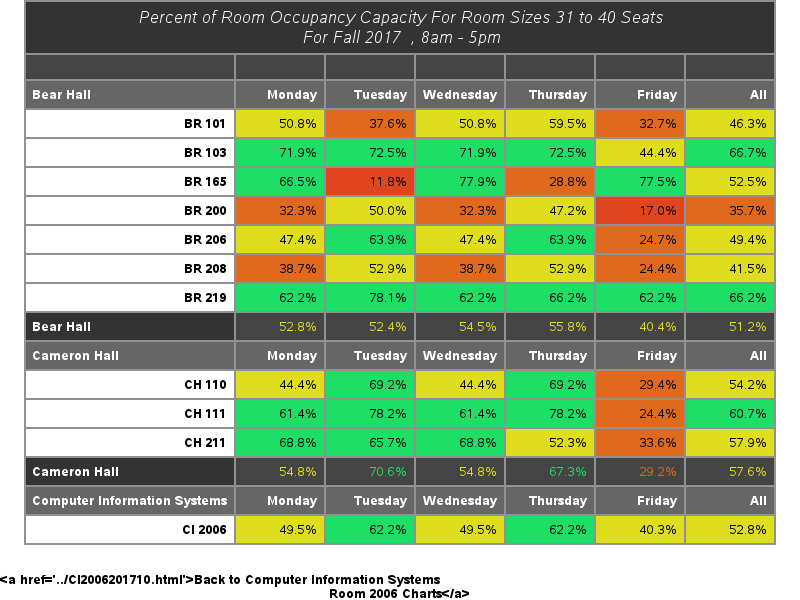 Percent of Room Occupancy Capacity For Room Sizes 31 to 40 Seats
For Fall 2017 , 8am - 5pm
Bear Hall Monday Tuesday Wednesday Thursday Friday All
BR 101 50.8% 37.6% 50.8% 59.5% 32.7% 46.3%
BR 103 71.9% 72.5% 71.9% 72.5% 44.4% 66.7%
BR 165 66.5% 11.8% 77.9% 28.8% 77.5% 52.5%
BR 200 32.3% 50.0% 32.3% 47.2% 17.0% 35.7%
BR 206 47.4% 63.9% 47.4% 63.9% 24.7% 49.4%
BR 208 38.7% 52.9% 38.7% 52.9% 24.4% 41.5%
BR 219 62.2% 78.1% 62.2% 66.2% 62.2% 66.2%
Bear Hall 52.8% 52.4% 54.5% 55.8% 40.4% 51.2%
Cameron Hall Monday Tuesday Wednesday Thursday Friday All
CH 110 44.4% 69.2% 44.4% 69.2% 29.4% 54.2%
CH 111 61.4% 78.2% 61.4% 78.2% 24.4% 60.7%
CH 211 68.8% 65.7% 68.8% 52.3% 33.6% 57.9%
Cameron Hall 54.8% 70.6% 54.8% 67.3% 29.2% 57.6%
Computer Information Systems Monday Tuesday Wednesday Thursday Friday All
CI 2006 49.5% 62.2% 49.5% 62.2% 40.3% 52.8%
<a href='../CI2006201710.html'>Back to Computer Information Systems
Room 2006 Charts</a>